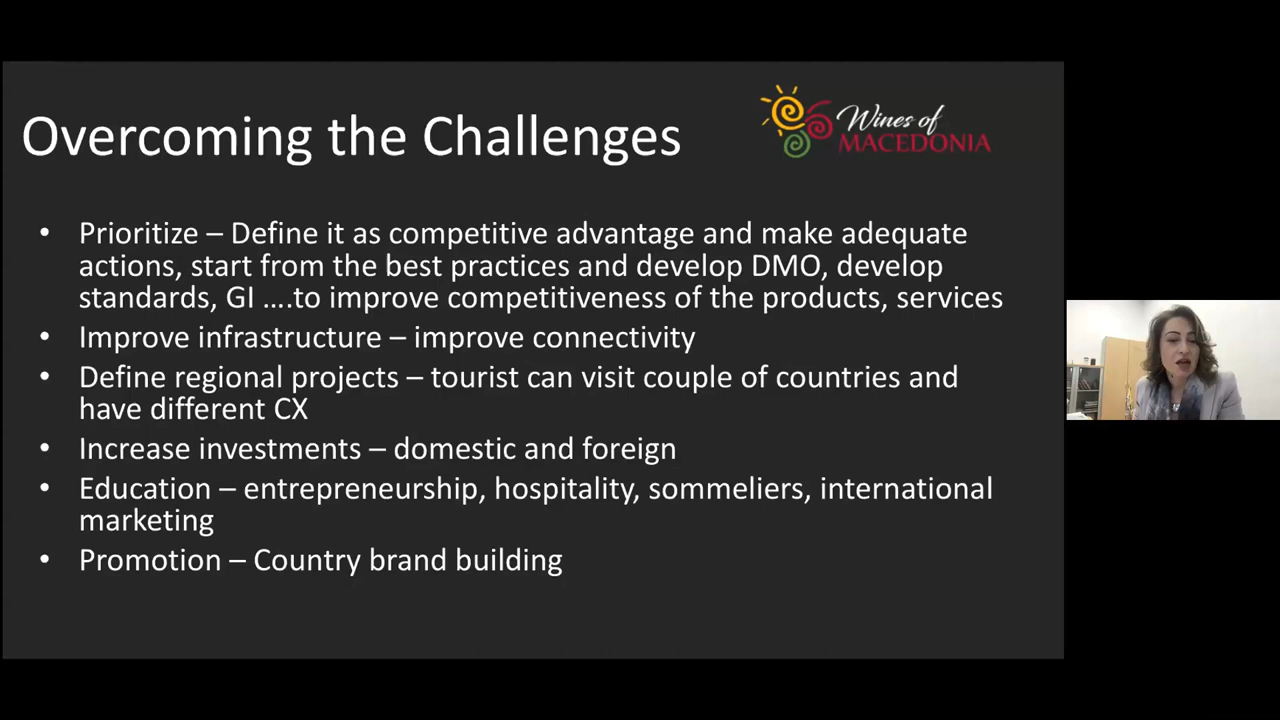 Overcoming the Challenges
Wines of
MACEDONIA
• Prioritize – Define it as competitive advantage and make adequate
actions, start from the best practices and develop DMO, develop
standards, GI ....to improve competitiveness of the products, services
• Improve infrastructure – improve connectivity
• Define regional projects – tourist can visit couple of countries and
have different CX
• Increase investments – domestic and foreign
• Education – entrepreneurship, hospitality, sommeliers, international
marketing
• Promotion – Country brand building